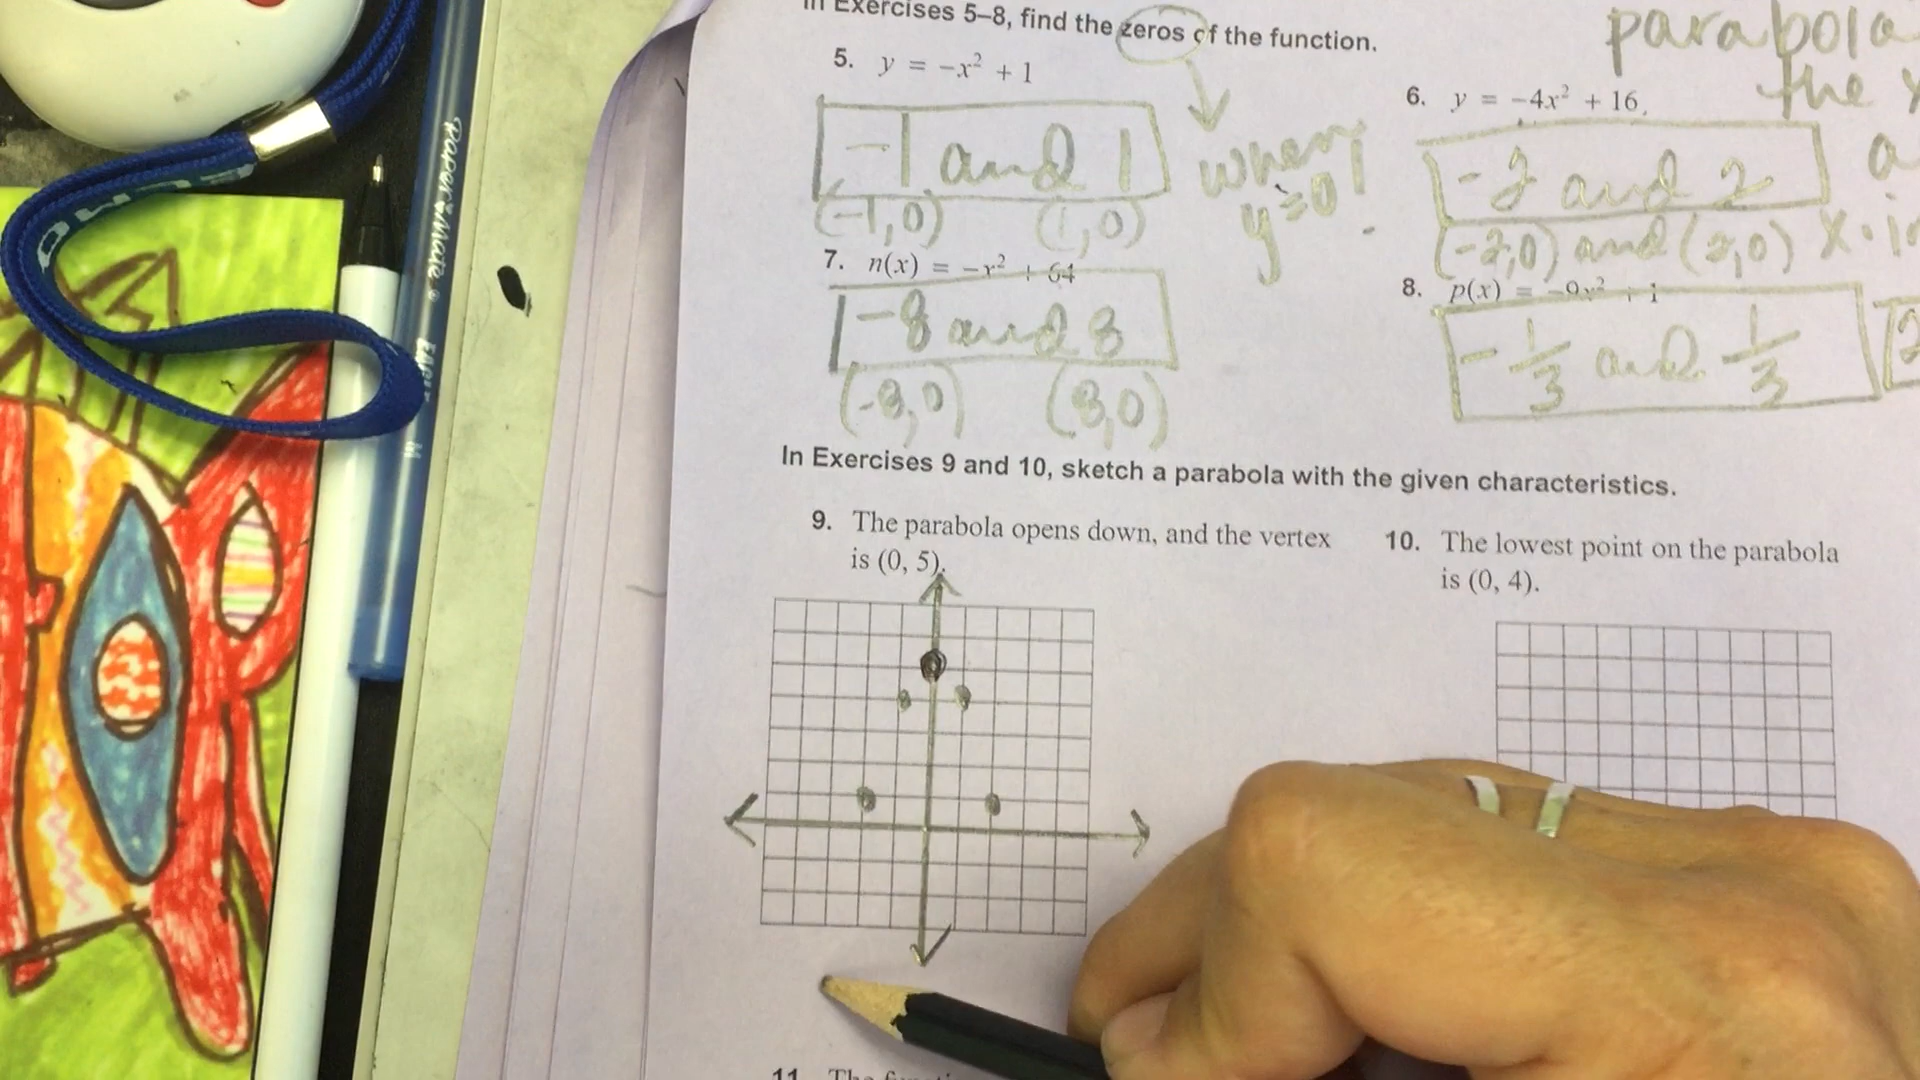 In Exercises 5–8, find the zeros of the function.
parabola
the
5. y = -x² + 1
6. y = -4x² + 16
-1 and 1
when
y=0
-2 and 2
a
(-1,0) (1,0)
(-2,0) and (2,0)
7. n(x) = -x² + 64
8. p(x) = -9x² + 1
-8 and 8
-1/3 and 1/3
(-8,0) (8,0)
In Exercises 9 and 10, sketch a parabola with the given characteristics.
9. The parabola opens down, and the vertex
is (0, 5).
10. The lowest point on the parabola
is (0, 4).
11. The
PaperMate